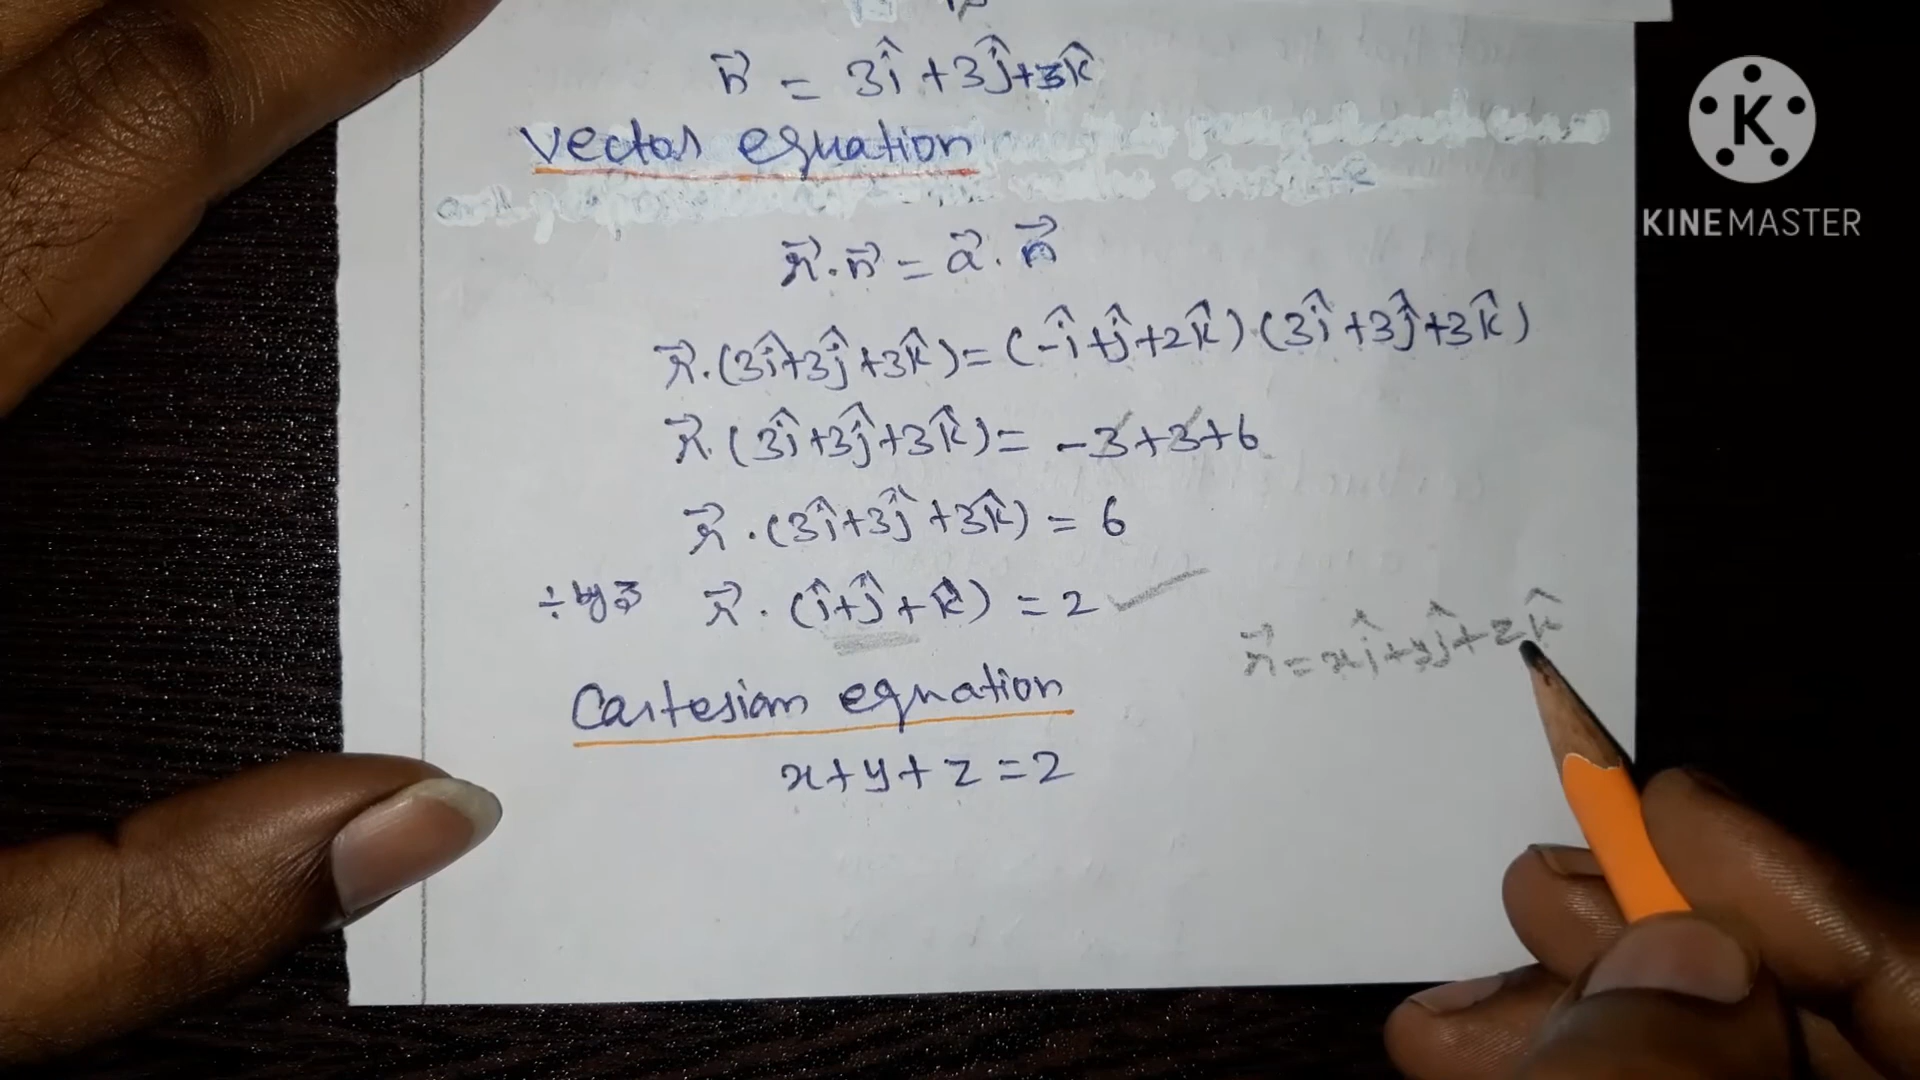 n⃗ = 3î + 3ĵ + 3k̂
Vector equation
r⃗ . n⃗ = a⃗ . n⃗
r⃗ . (3î + 3ĵ + 3k̂) = (-î + ĵ + 2k̂) (3î + 3ĵ + 3k̂)
r⃗ . (3î + 3ĵ + 3k̂) = -3 + 3 + 6
r⃗ . (3î + 3ĵ + 3k̂) = 6
÷ by 3 r⃗ . (î + ĵ + k̂) = 2
r⃗ = xî + yĵ + zk̂
Cartesian equation
x + y + z = 2
K
KINEMASTER